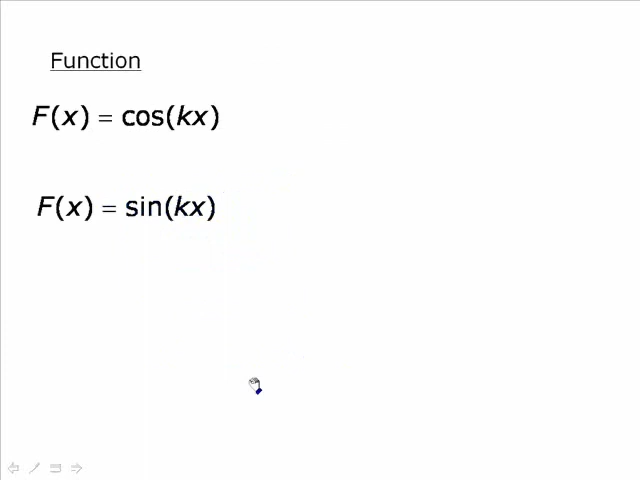 Function
F(x) = cos(kx)
F(x) = sin(kx)